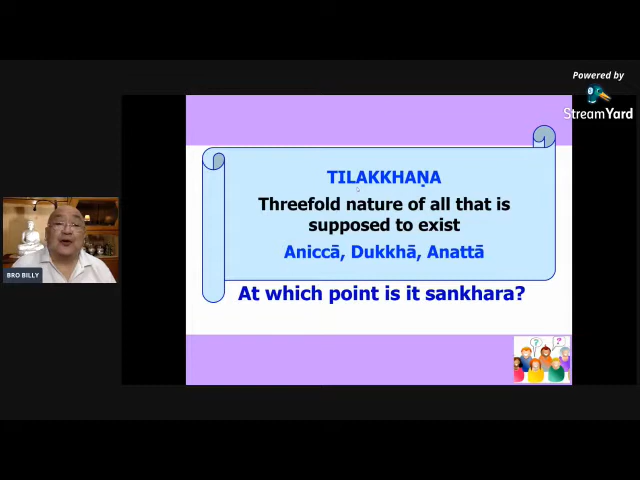 Powered by
StreamYard
TILAKKHAṆA
Threefold nature of all that is
supposed to exist
Aniccā, Dukkhā, Anattā
At which point is it sankhara?
BRO BILLY
? ?